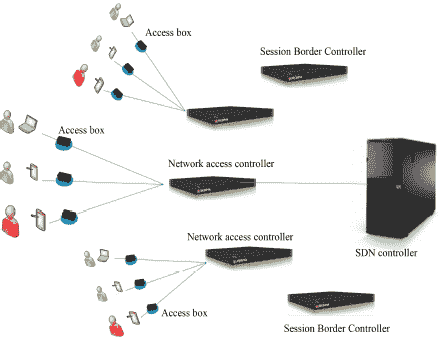 Access box
Session Border Controller
Access box
Network access controller
Network access controller
SDN controller
Access box
Session Border Controller